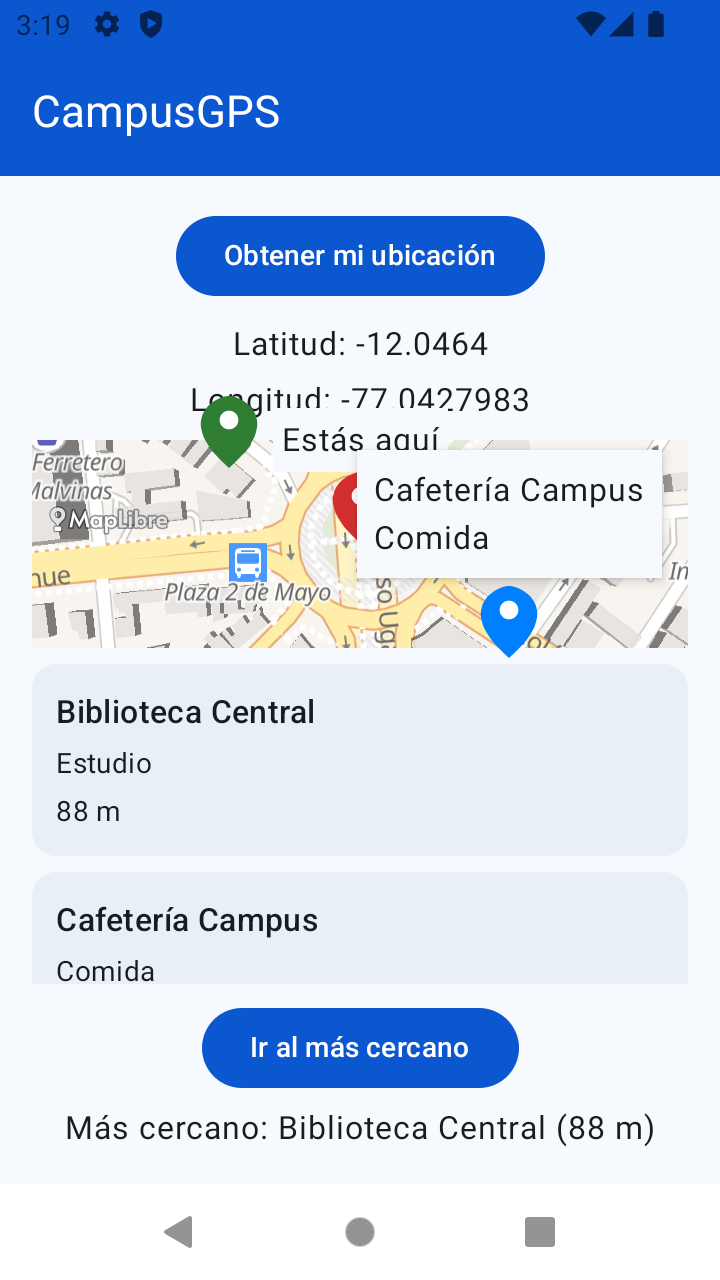 3:19
CampusGPS
Obtener mi ubicación
Latitud: -12.0464
Longitud: -77.0427983
Estás aquí
Ferretero
Malvinas
MapLibre
Cafetería Campus
Comida
nue
Plaza 2 de Mayo
Biblioteca Central
Estudio
88 m
Cafetería Campus
Comida
Ir al más cercano
Más cercano: Biblioteca Central (88 m)